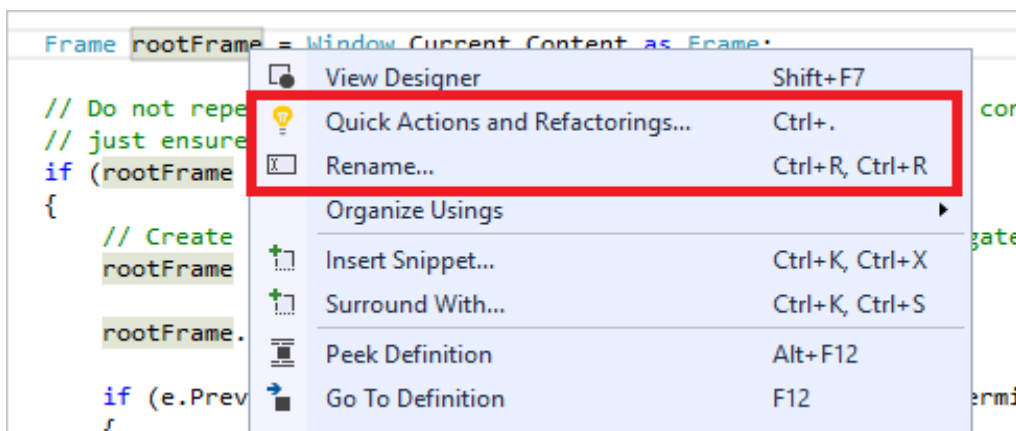 Frame rootFrame = Window.Current.Content as Frame;
View Designer Shift+F7
// Do not repe
Quick Actions and Refactorings... Ctrl+.
// just ensure
Rename... Ctrl+R, Ctrl+R
if (rootFrame
{
Organize Usings
// Create
Insert Snippet... Ctrl+K, Ctrl+X
rootFrame
Surround With... Ctrl+K, Ctrl+S
rootFrame.
Peek Definition Alt+F12
if (e.Prev
Go To Definition F12
{